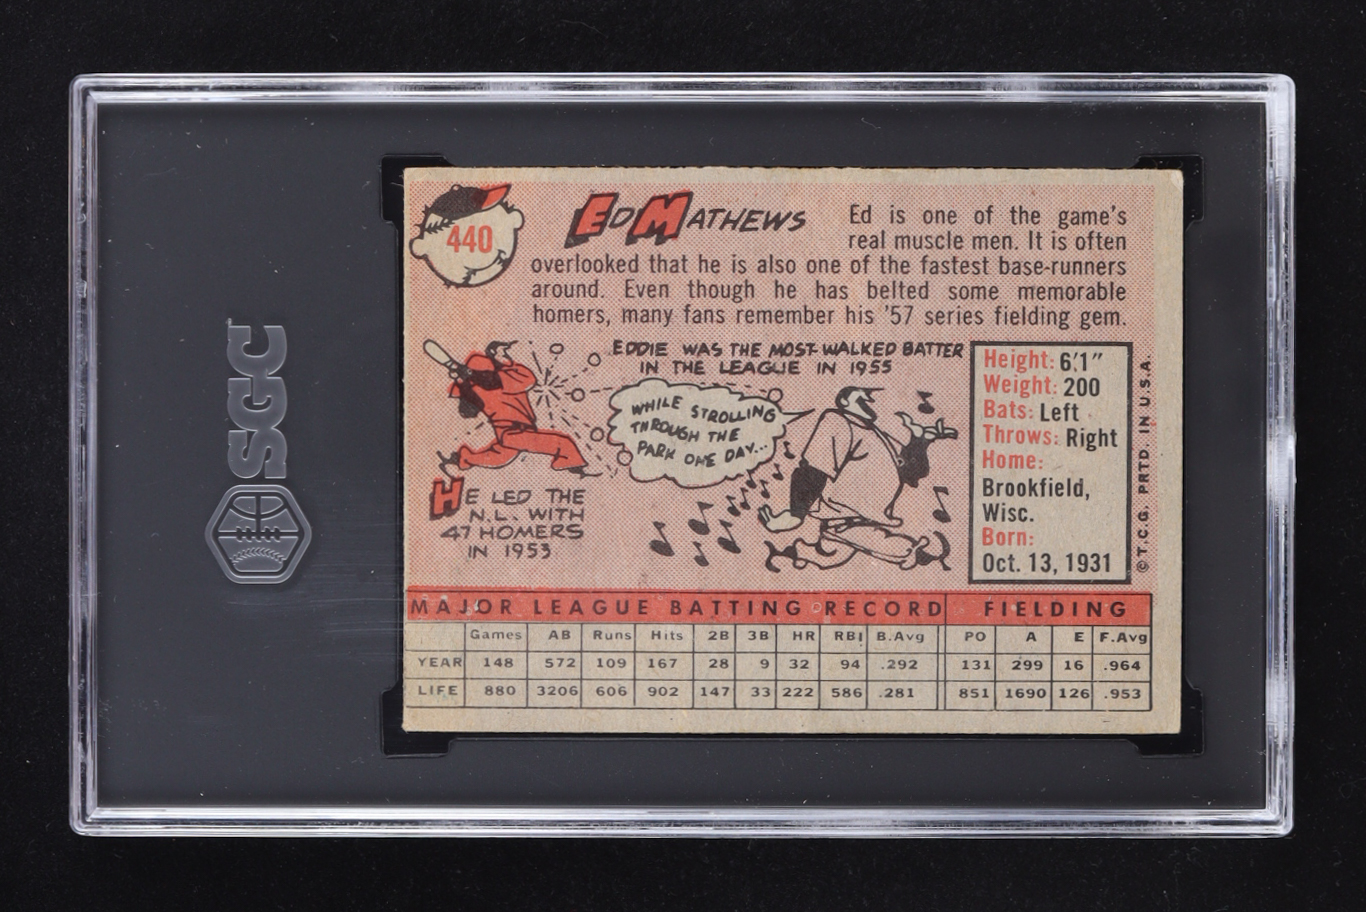 SGC
440
ED MATHEWS
Ed is one of the game's
real muscle men. It is often
overlooked that he is also one of the fastest base-runners
around. Even though he has belted some memorable
homers, many fans remember his '57 series fielding gem.
EDDIE WAS THE MOST WALKED BATTER
IN THE LEAGUE IN 1955
WHILE STROLLING
THROUGH THE
PARK ONE DAY...
HE LED THE
N.L. WITH
47 HOMERS
IN 1953
Height: 6'1"
Weight: 200
Bats: Left
Throws: Right
Home:
Brookfield,
Wisc.
Born:
Oct. 13, 1931
© T.C.G. PRTD. IN U.S.A.
MAJOR LEAGUE BATTING RECORD FIELDING
Games AB Runs Hits 2B 3B HR RBI B.Avg PO A E F.Avg
YEAR 148 572 109 167 28 9 32 94 .292 131 299 16 .964
LIFE 880 3206 606 902 147 33 222 586 .281 851 1690 126 .953